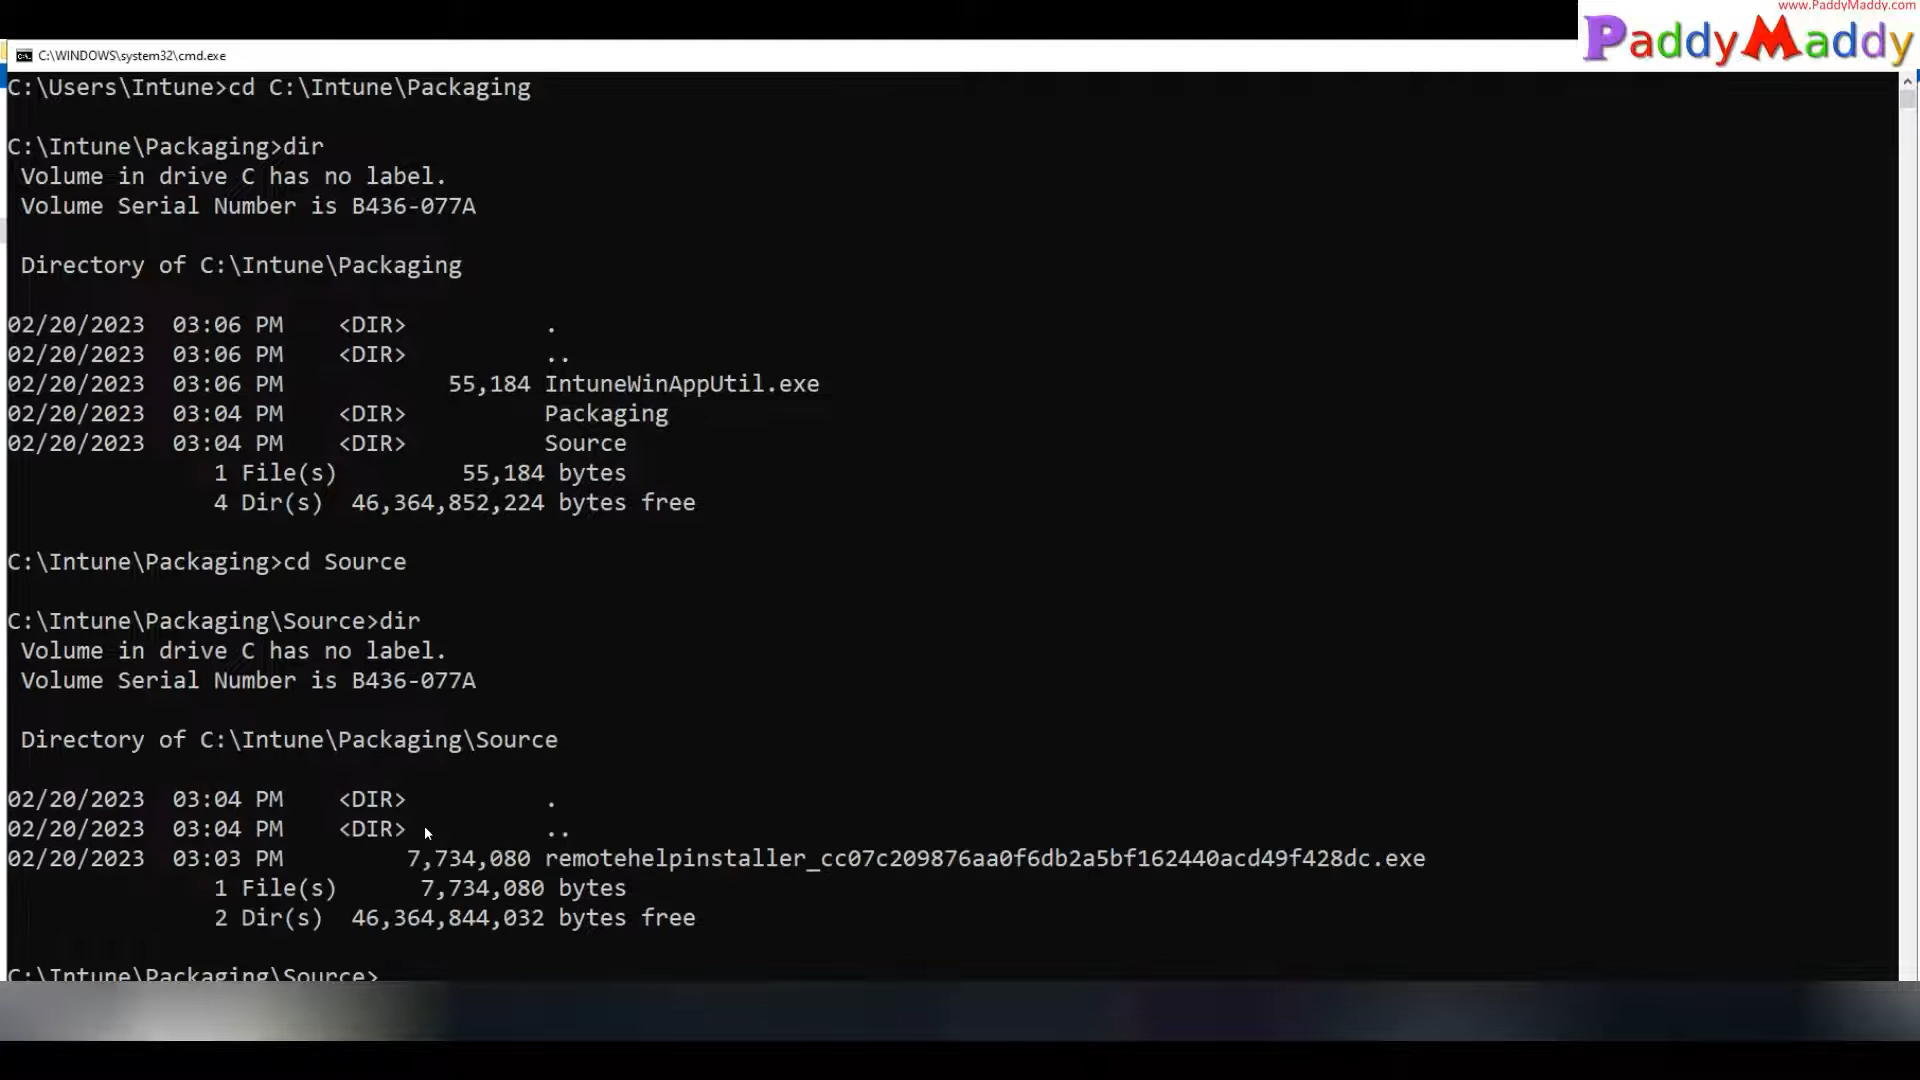 www.PaddyMaddy.com
PaddyMaddy
C:\WINDOWS\system32\cmd.exe
C:\Users\Intune>cd C:\Intune\Packaging
C:\Intune\Packaging>dir
Volume in drive C has no label.
Volume Serial Number is B436-077A
Directory of C:\Intune\Packaging
02/20/2023 03:06 PM <DIR> .
02/20/2023 03:06 PM <DIR> ..
02/20/2023 03:06 PM 55,184 IntuneWinAppUtil.exe
02/20/2023 03:04 PM <DIR> Packaging
02/20/2023 03:04 PM <DIR> Source
1 File(s) 55,184 bytes
4 Dir(s) 46,364,852,224 bytes free
C:\Intune\Packaging>cd Source
C:\Intune\Packaging\Source>dir
Volume in drive C has no label.
Volume Serial Number is B436-077A
Directory of C:\Intune\Packaging\Source
02/20/2023 03:04 PM <DIR> .
02/20/2023 03:04 PM <DIR> ..
02/20/2023 03:03 PM 7,734,080 remotehelpinstaller_cc07c209876aa0f6db2a5bf162440acd49f428dc.exe
1 File(s) 7,734,080 bytes
2 Dir(s) 46,364,844,032 bytes free
C:\Intune\Packaging\Source>